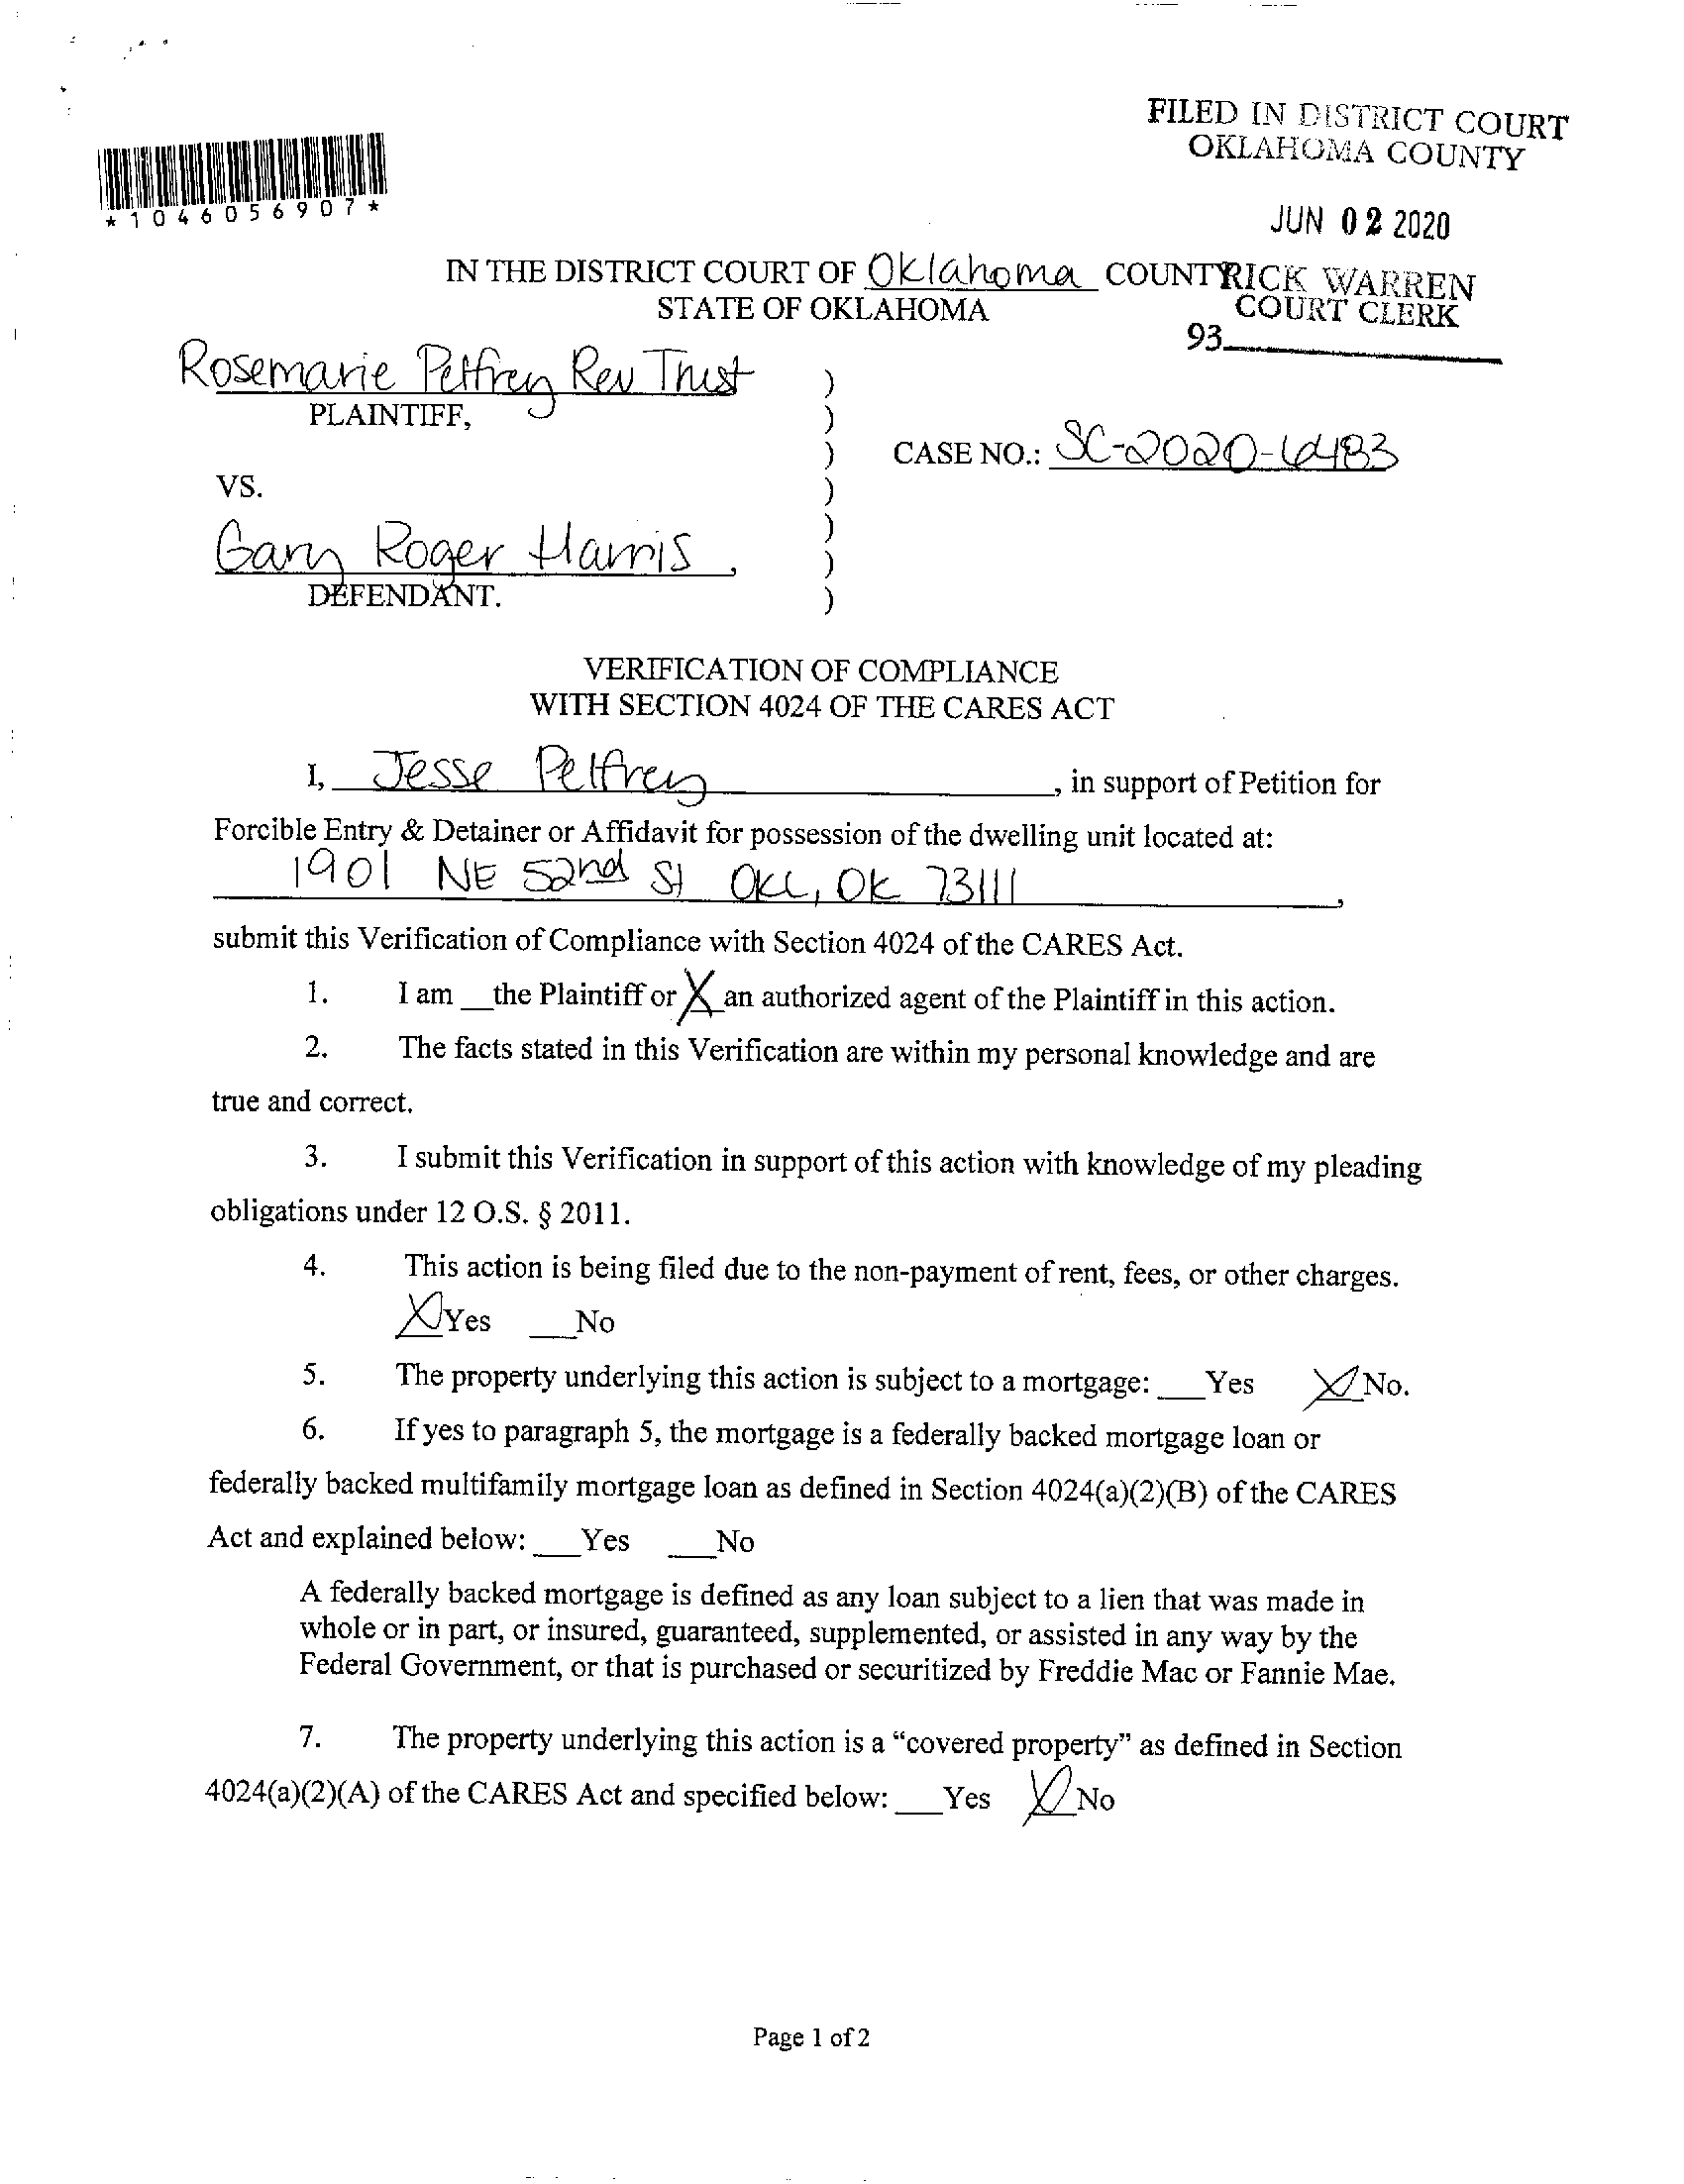 FILED IN DISTRICT COURT
OKLAHOMA COUNTY
*1046056907*
JUN 02 2020
IN THE DISTRICT COURT OF Oklahoma COUNTY
RICK WARREN
STATE OF OKLAHOMA
COURT CLERK
93
Rosemarie Pelfrey Rev Trust
PLAINTIFF,
CASE NO.: SC-2020-6483
VS.
Gary Roger Harris,
DEFENDANT.
VERIFICATION OF COMPLIANCE
WITH SECTION 4024 OF THE CARES ACT
I, Jesse Pelfrey, in support of Petition for
Forcible Entry & Detainer or Affidavit for possession of the dwelling unit located at:
1901 NE 52nd St OKC, OK 73111,
submit this Verification of Compliance with Section 4024 of the CARES Act.
1. I am __the Plaintiff or X an authorized agent of the Plaintiff in this action.
2. The facts stated in this Verification are within my personal knowledge and are
true and correct.
3. I submit this Verification in support of this action with knowledge of my pleading
obligations under 12 O.S. § 2011.
4. This action is being filed due to the non-payment of rent, fees, or other charges.
X Yes ___No
5. The property underlying this action is subject to a mortgage: ___Yes X No.
6. If yes to paragraph 5, the mortgage is a federally backed mortgage loan or
federally backed multifamily mortgage loan as defined in Section 4024(a)(2)(B) of the CARES
Act and explained below: ___Yes ___No
A federally backed mortgage is defined as any loan subject to a lien that was made in
whole or in part, or insured, guaranteed, supplemented, or assisted in any way by the
Federal Government, or that is purchased or securitized by Freddie Mac or Fannie Mae.
7. The property underlying this action is a “covered property” as defined in Section
4024(a)(2)(A) of the CARES Act and specified below: ___Yes X No
Page 1 of 2